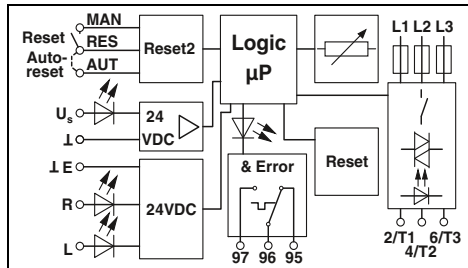 MAN
Reset
RES
Auto-
reset
AUT
Reset2
Logic
µP
L1 L2 L3
Us
24
VDC
⊥
⊥ E
R
L
24VDC
& Error
Reset
97 96 95
2/T1 6/T3
4/T2